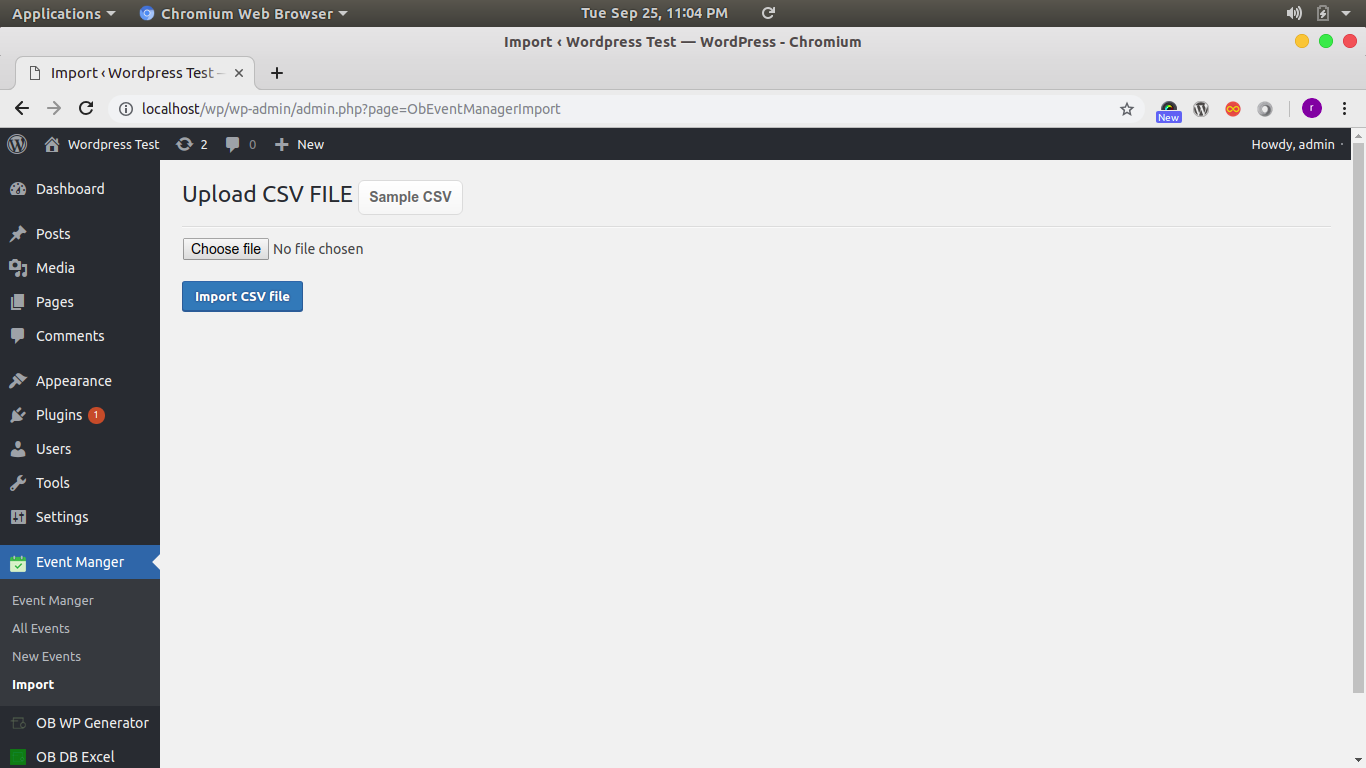 Applications Chromium Web Browser Tue Sep 25, 11:04 PM
Import ‹ Wordpress Test — WordPress - Chromium
Import ‹ Wordpress Test –
localhost/wp/wp-admin/admin.php?page=ObEventManagerImport
New r
Wordpress Test 2 0 New Howdy, admin
Dashboard
Posts
Media
Pages
Comments
Appearance
Plugins 1
Users
Tools
Settings
Event Manger
Event Manger
All Events
New Events
Import
OB WP Generator
OB DB Excel
Upload CSV FILE Sample CSV
Choose file No file chosen
Import CSV file